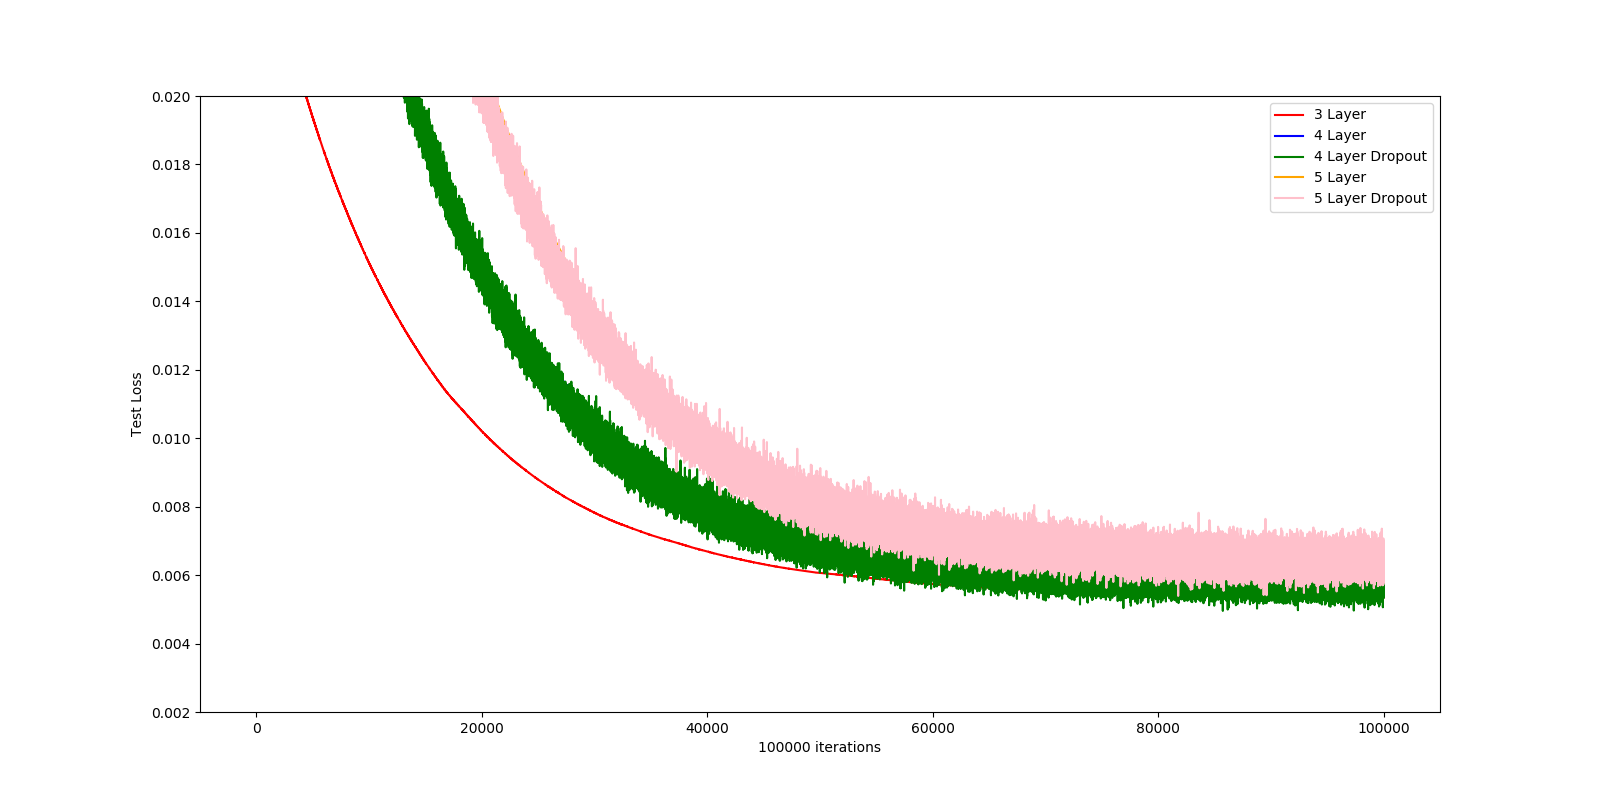 0.020
0.018
0.016
0.014
0.012
0.010
0.008
0.006
0.004
0.002
Test Loss
0 20000 40000 60000 80000 100000
100000 iterations
3 Layer
4 Layer
4 Layer Dropout
5 Layer
5 Layer Dropout